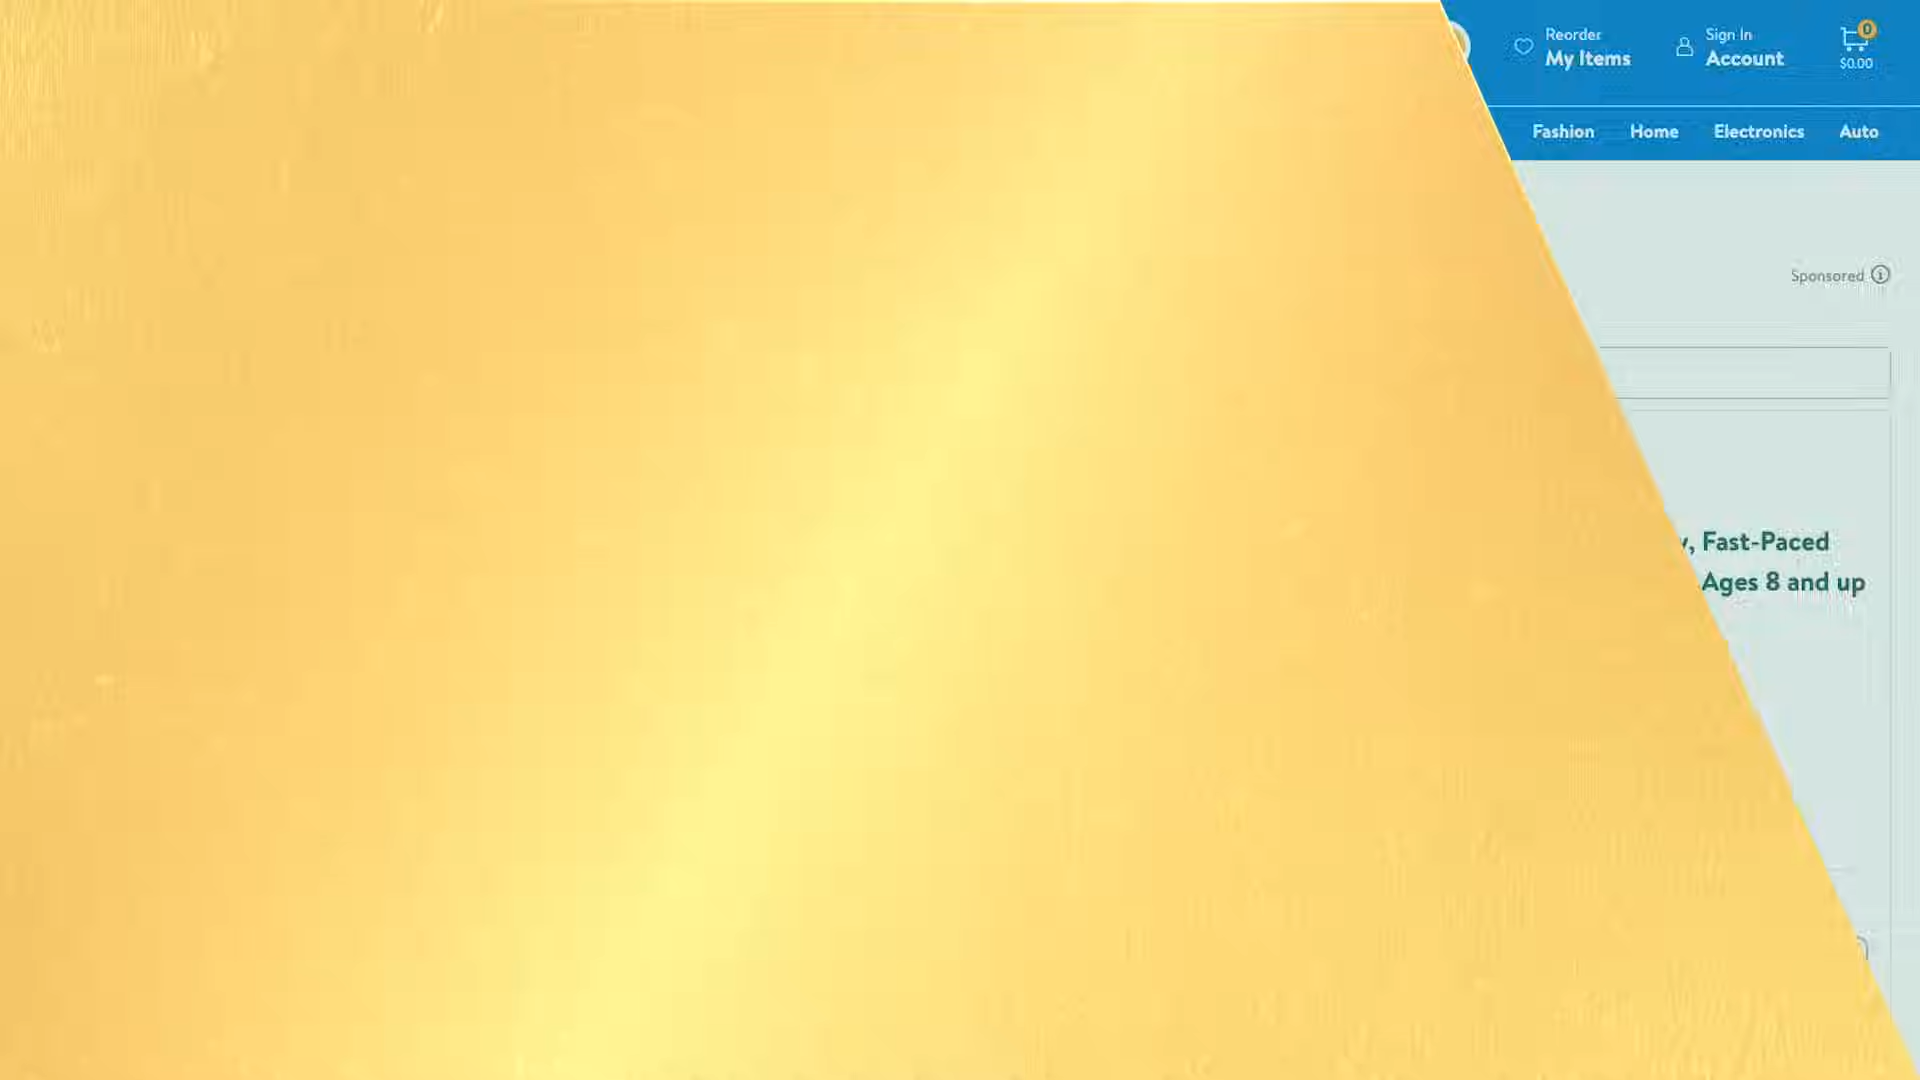 Reorder
My Items
Sign In
Account
0
$0.00
Fashion Home Electronics Auto
Sponsored
, Fast-Paced
Ages 8 and up